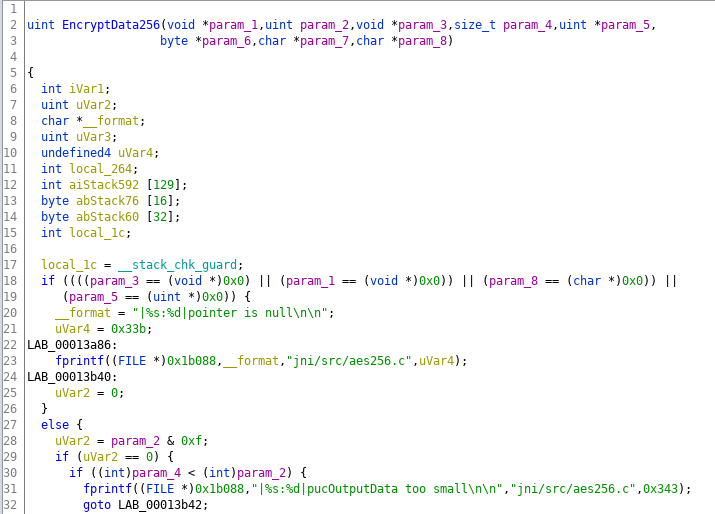 1
2 uint EncryptData256(void *param_1,uint param_2,void *param_3,size_t param_4,uint *param_5,
3                    byte *param_6,char *param_7,char *param_8)
4
5 {
6   int iVar1;
7   uint uVar2;
8   char *__format;
9   uint uVar3;
10   undefined4 uVar4;
11   int local_264;
12   int aiStack592 [129];
13   byte abStack76 [16];
14   byte abStack60 [32];
15   int local_1c;
16
17   local_1c = __stack_chk_guard;
18   if ((((param_3 == (void *)0x0) || (param_1 == (void *)0x0)) || (param_8 == (char *)0x0)) ||
19      (param_5 == (uint *)0x0)) {
20     __format = "|%s:%d|pointer is null\n\n";
21     uVar4 = 0x33b;
22 LAB_00013a86:
23     fprintf((FILE *)0x1b088,__format,"jni/src/aes256.c",uVar4);
24 LAB_00013b40:
25     uVar2 = 0;
26   }
27   else {
28     uVar2 = param_2 & 0xf;
29     if (uVar2 == 0) {
30       if ((int)param_4 < (int)param_2) {
31         fprintf((FILE *)0x1b088,"|%s:%d|pucOutputData too small\n\n","jni/src/aes256.c",0x343);
32         goto LAB_00013b42;